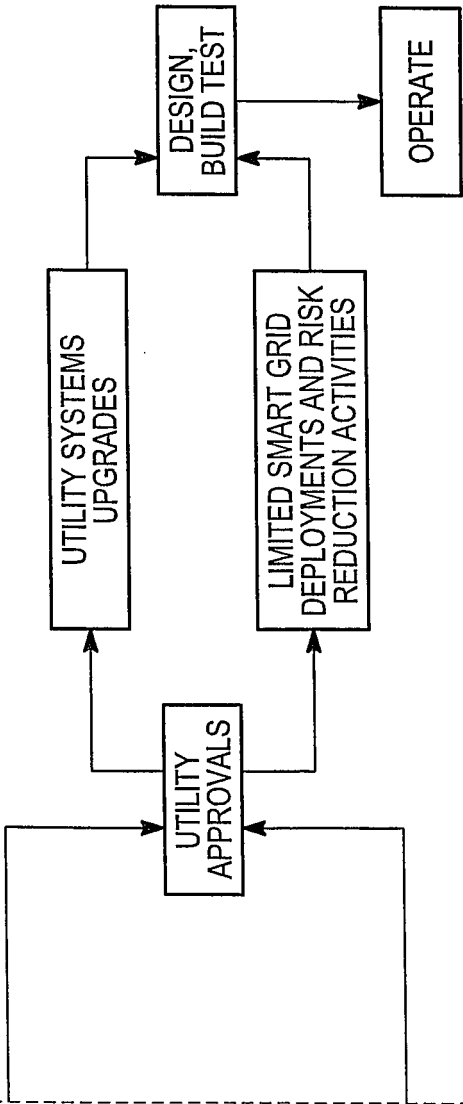 UTILITY
APPROVALS
UTILITY SYSTEMS
UPGRADES
LIMITED SMART GRID
DEPLOYMENTS AND RISK
REDUCTION ACTIVITIES
DESIGN,
BUILD TEST
OPERATE